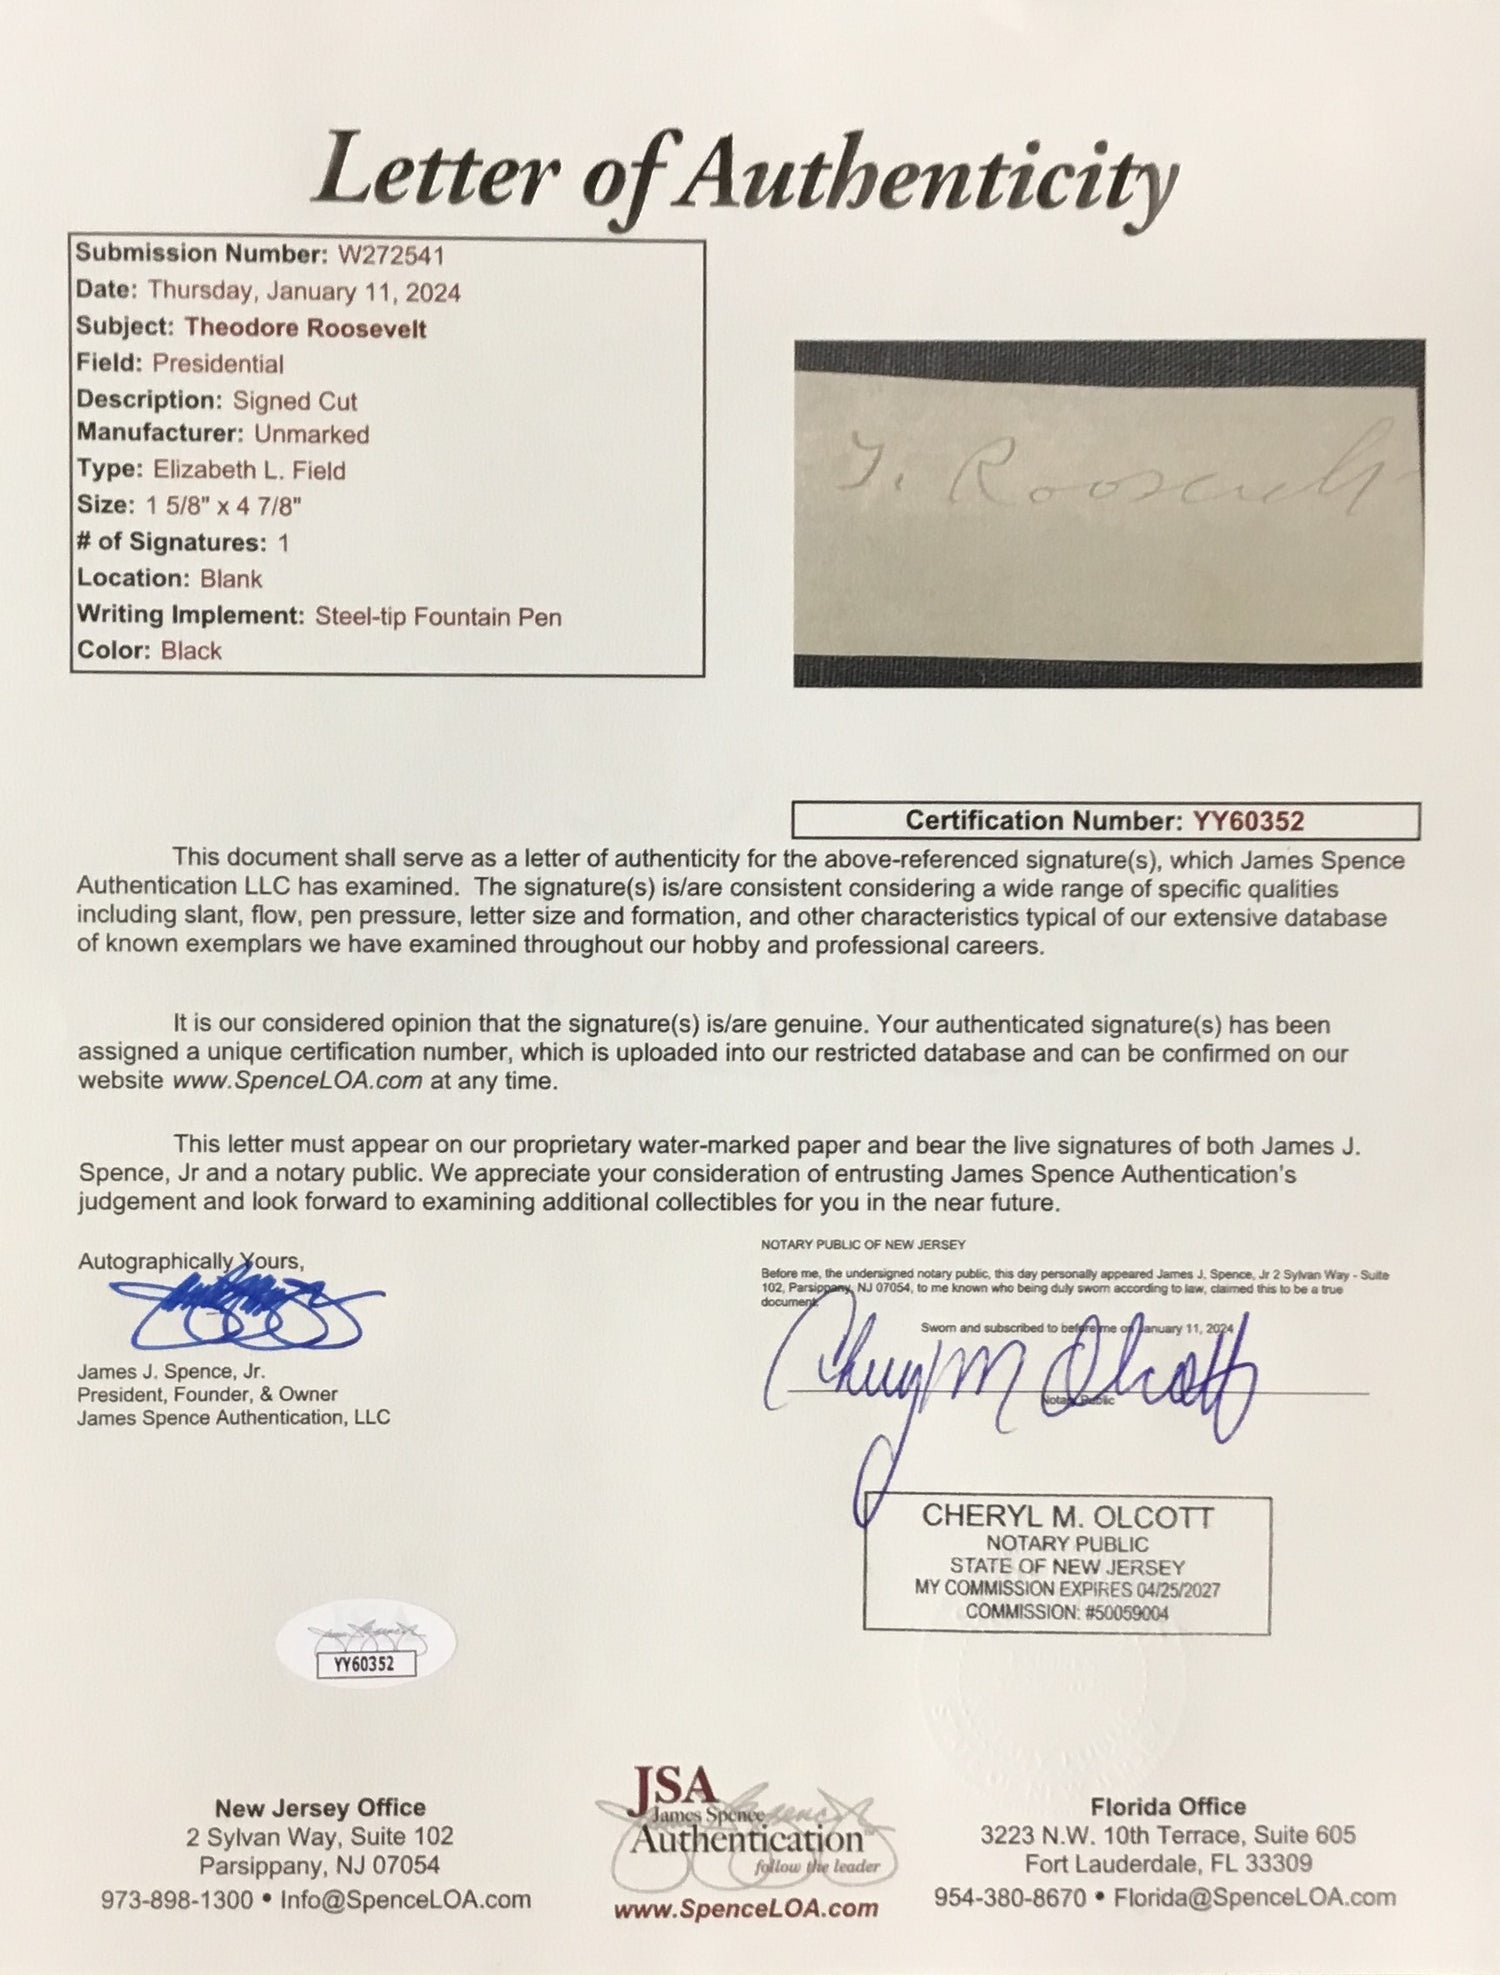 Letter of Authenticity
Submission Number: W272541
Date: Thursday, January 11, 2024
Subject: Theodore Roosevelt
Field: Presidential
Description: Signed Cut
Manufacturer: Unmarked
Type: Elizabeth L. Field
Size: 1 5/8" x 4 7/8"
# of Signatures: 1
Location: Blank
Writing Implement: Steel-tip Fountain Pen
Color: Black
T. Roosevelt
Certification Number: YY60352
This document shall serve as a letter of authenticity for the above-referenced signature(s), which James Spence
Authentication LLC has examined. The signature(s) is/are consistent considering a wide range of specific qualities
including slant, flow, pen pressure, letter size and formation, and other characteristics typical of our extensive database
of known exemplars we have examined throughout our hobby and professional careers.
It is our considered opinion that the signature(s) is/are genuine. Your authenticated signature(s) has been
assigned a unique certification number, which is uploaded into our restricted database and can be confirmed on our
website www.SpenceLOA.com at any time.
This letter must appear on our proprietary water-marked paper and bear the live signatures of both James J.
Spence, Jr and a notary public. We appreciate your consideration of entrusting James Spence Authentication's
judgement and look forward to examining additional collectibles for you in the near future.
Autographically Yours,
James J. Spence, Jr.
President, Founder, & Owner
James Spence Authentication, LLC
NOTARY PUBLIC OF NEW JERSEY
Before me, the undersigned notary public, this day personally appeared James J. Spence, Jr 2 Sylvan Way - Suite
102, Parsippany, NJ 07054, to me known who being duly sworn according to law, claimed this to be a true
document.
Sworn and subscribed to before me on January 11, 2024
Cheryl M Olcott
Notary Public
CHERYL M. OLCOTT
NOTARY PUBLIC
STATE OF NEW JERSEY
MY COMMISSION EXPIRES 04/25/2027
COMMISSION: #50059004
YY60352
New Jersey Office
2 Sylvan Way, Suite 102
Parsippany, NJ 07054
973-898-1300 • Info@SpenceLOA.com
JSA
James Spence
Authentication
follow the leader
www.SpenceLOA.com
Florida Office
3223 N.W. 10th Terrace, Suite 605
Fort Lauderdale, FL 33309
954-380-8670 • Florida@SpenceLOA.com